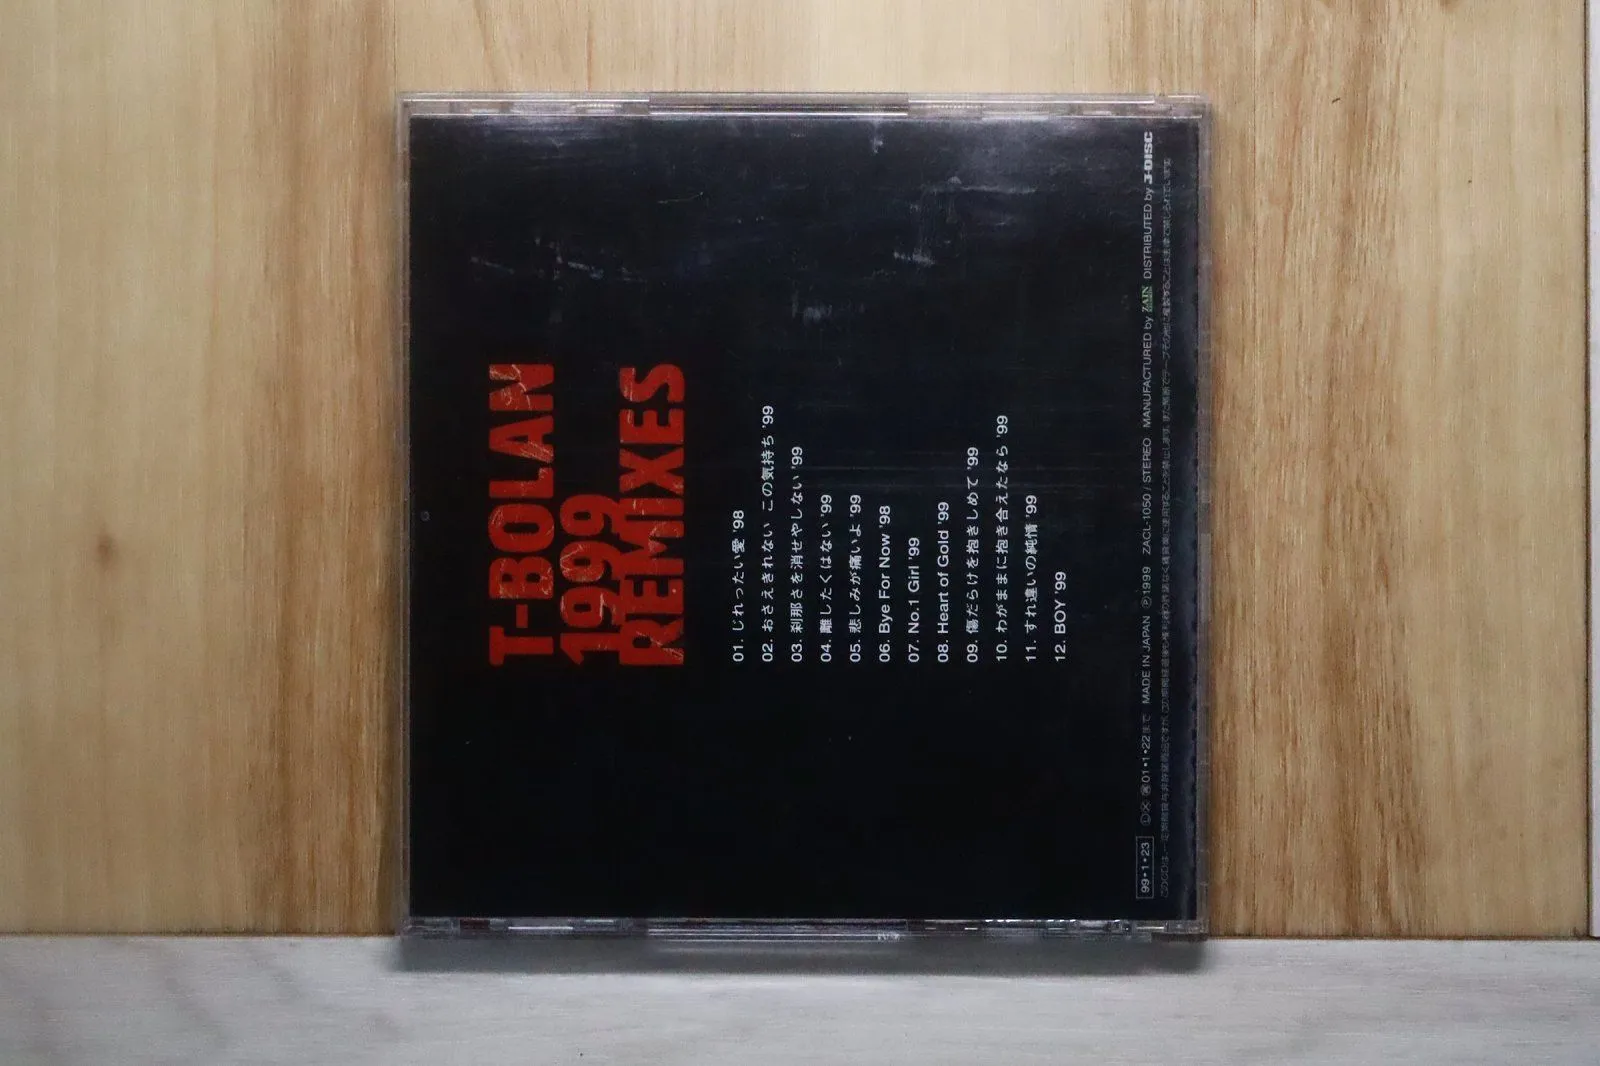 T-BOLAN
1999
REMIXES
01. じれったい愛 '98
02. おさえきれない この気持ち '99
03. 刹那さを消せやしない '99
04. 離したくはない '99
05. 悲しみが痛いよ '99
06. Bye For Now '98
07. No.1 Girl '99
08. Heart of Gold '99
09. 傷だらけを抱きしめて '99
10. わがままに抱き合えたなら '99
11. すれ違いの純情 '99
12. BOY '99
99・1・23 Ⓛ 01・1・22まで MADE IN JAPAN ℗1999 ZACL-1050 / STEREO MANUFACTURED by ZAIN DISTRIBUTED by J-DISC